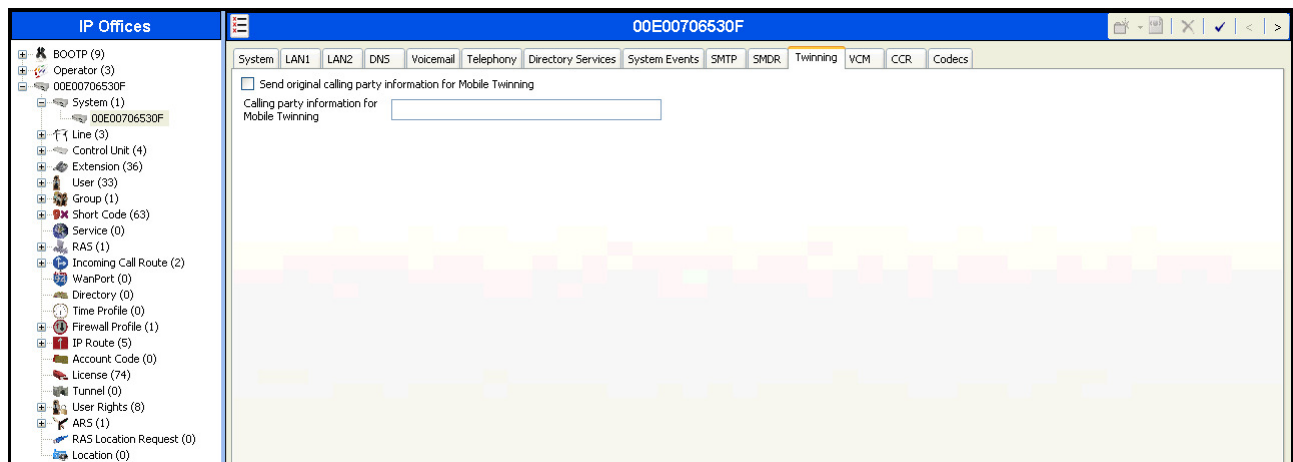 IP Offices
BOOTP (9)
Operator (3)
00E00706530F
System (1)
00E00706530F
Line (3)
Control Unit (4)
Extension (36)
User (33)
Group (1)
Short Code (63)
Service (0)
RAS (1)
Incoming Call Route (2)
WanPort (0)
Directory (0)
Time Profile (0)
Firewall Profile (1)
IP Route (5)
Account Code (0)
License (74)
Tunnel (0)
User Rights (8)
ARS (1)
RAS Location Request (0)
Location (0)
00E00706530F
System LAN1 LAN2 DNS Voicemail Telephony Directory Services System Events SMTP SMDR Twinning VCM CCR Codecs
Send original calling party information for Mobile Twinning
Calling party information for
Mobile Twinning